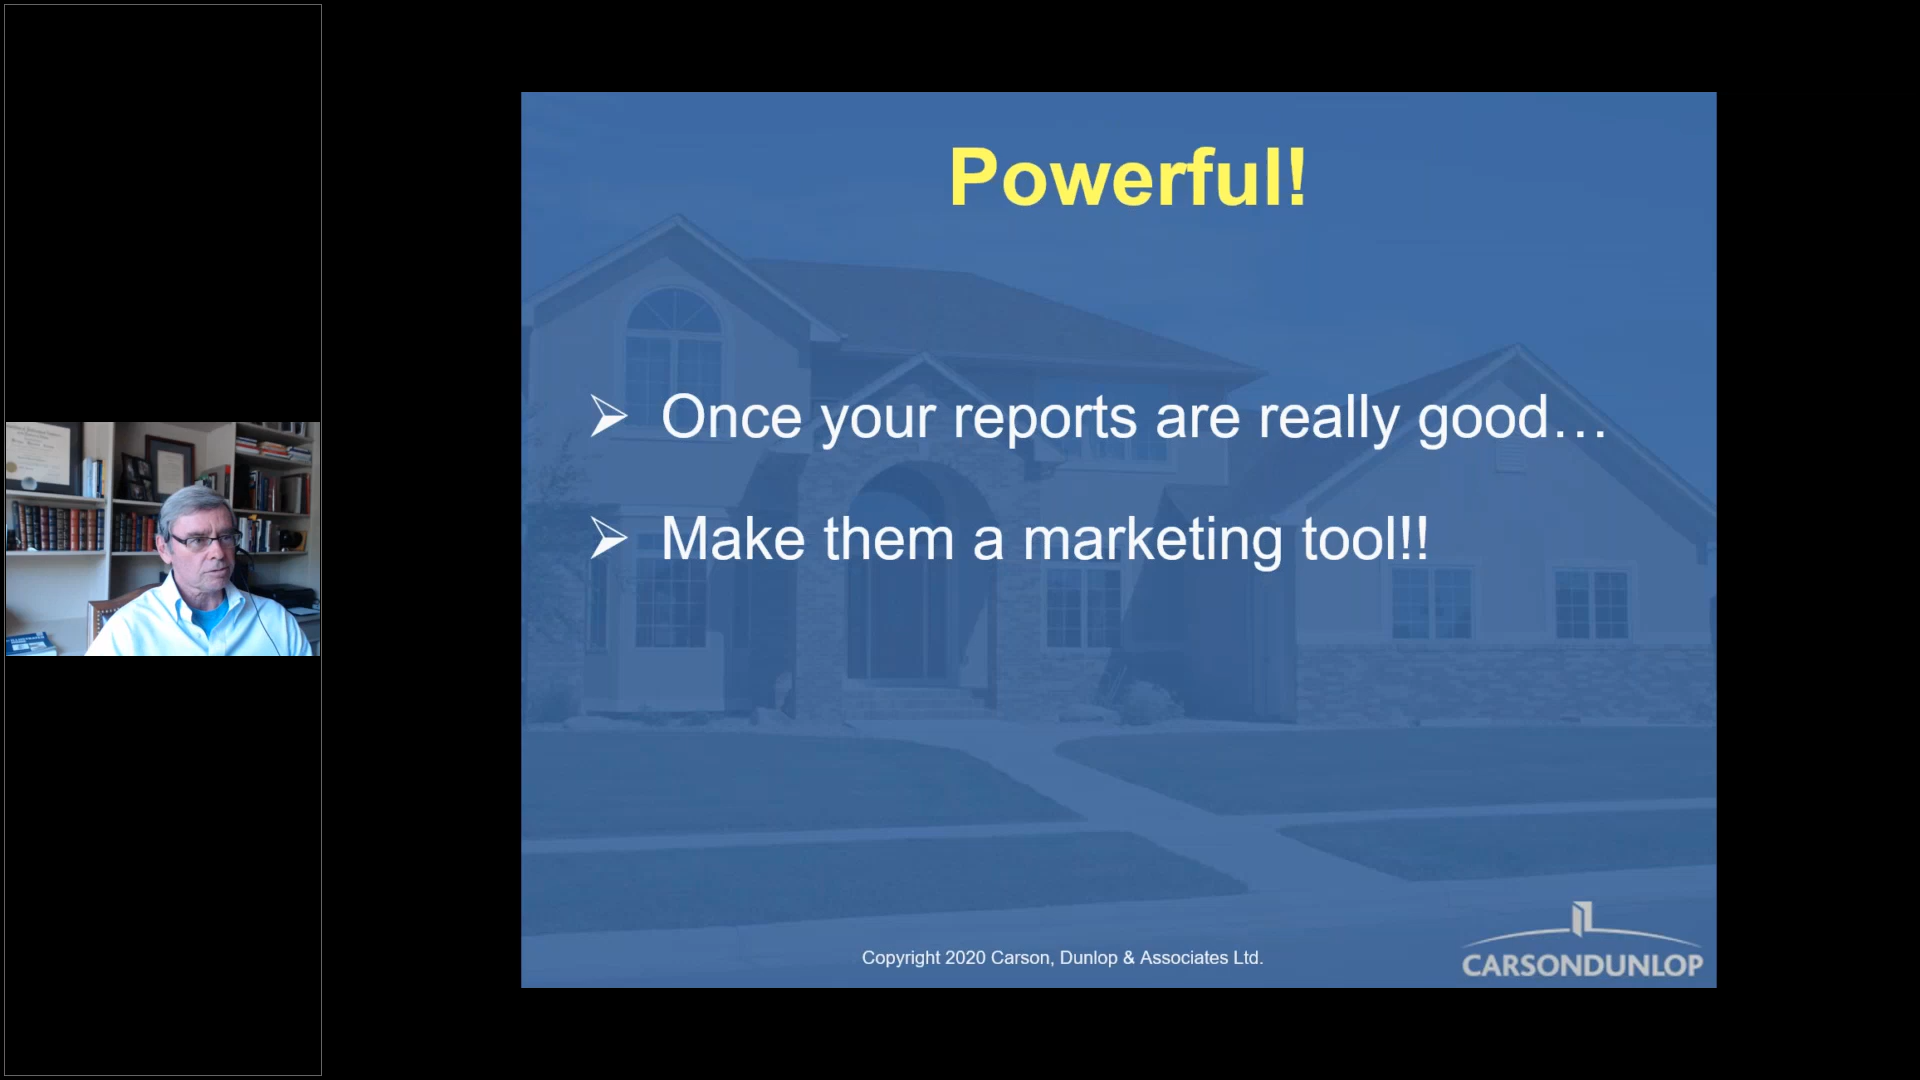 Powerful!
➢ Once your reports are really good…
➢ Make them a marketing tool!!
Copyright 2020 Carson, Dunlop & Associates Ltd.
CARSONDUNLOP